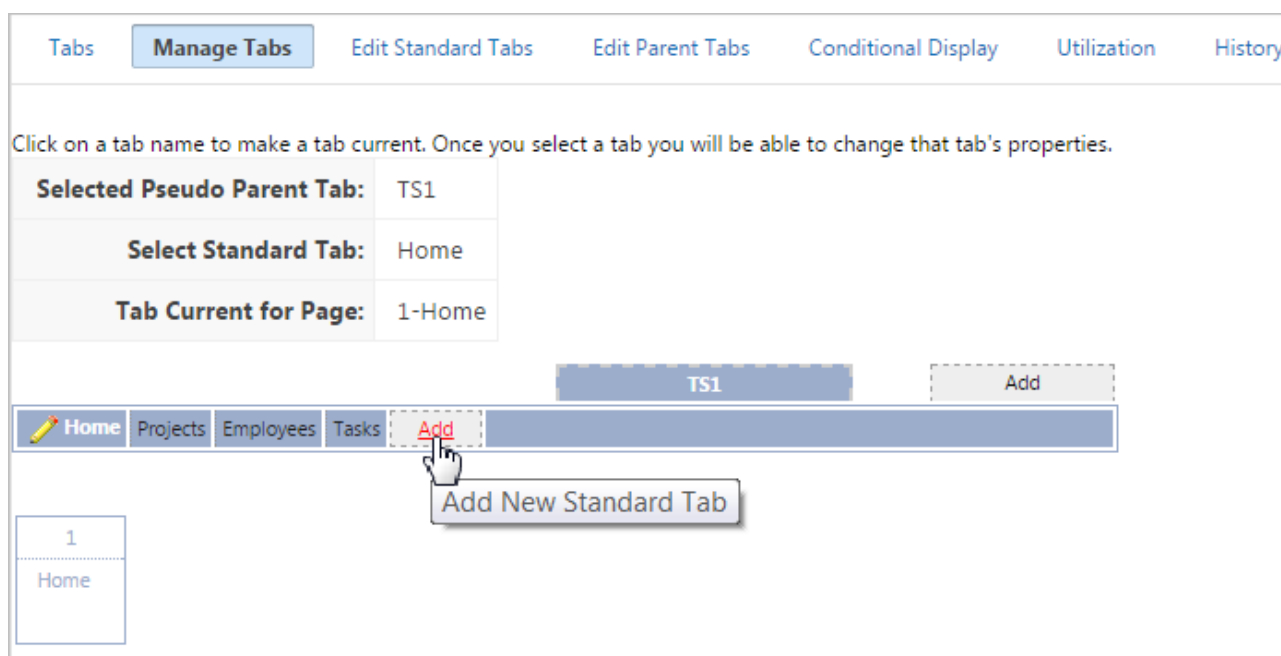 Tabs Manage Tabs Edit Standard Tabs Edit Parent Tabs Conditional Display Utilization History
Click on a tab name to make a tab current. Once you select a tab you will be able to change that tab's properties.
Selected Pseudo Parent Tab: TS1
Select Standard Tab: Home
Tab Current for Page: 1-Home
TS1 Add
Home Projects Employees Tasks Add
Add New Standard Tab
1
Home